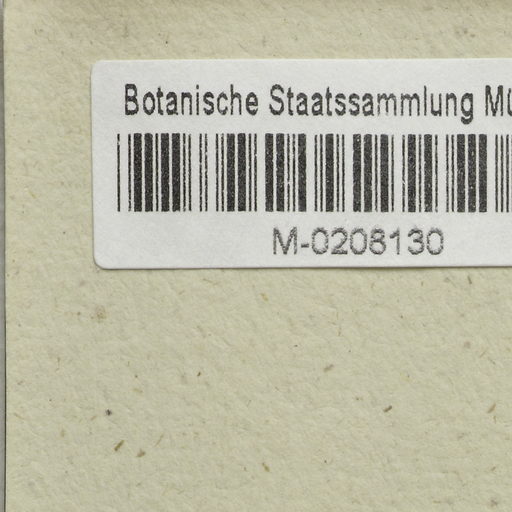 Botanische Staatssammlung Mü
M-0208130